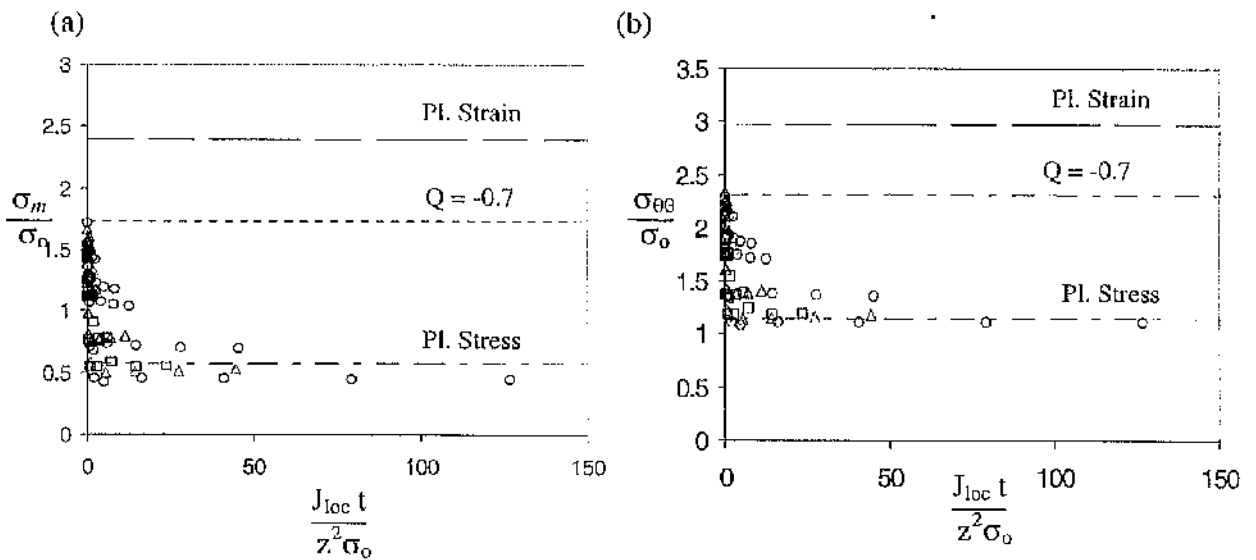 (a)
3
2.5
2
1.5
1
0.5
0
σm
σo
Pl. Strain
Q = -0.7
Pl. Stress
0 50 100 150
Jloc t
z²σo
(b)
3.5
3
2.5
2
1.5
1
0.5
0
σθθ
σo
Pl. Strain
Q = -0.7
Pl. Stress
0 50 100 150
Jloc t
z²σo